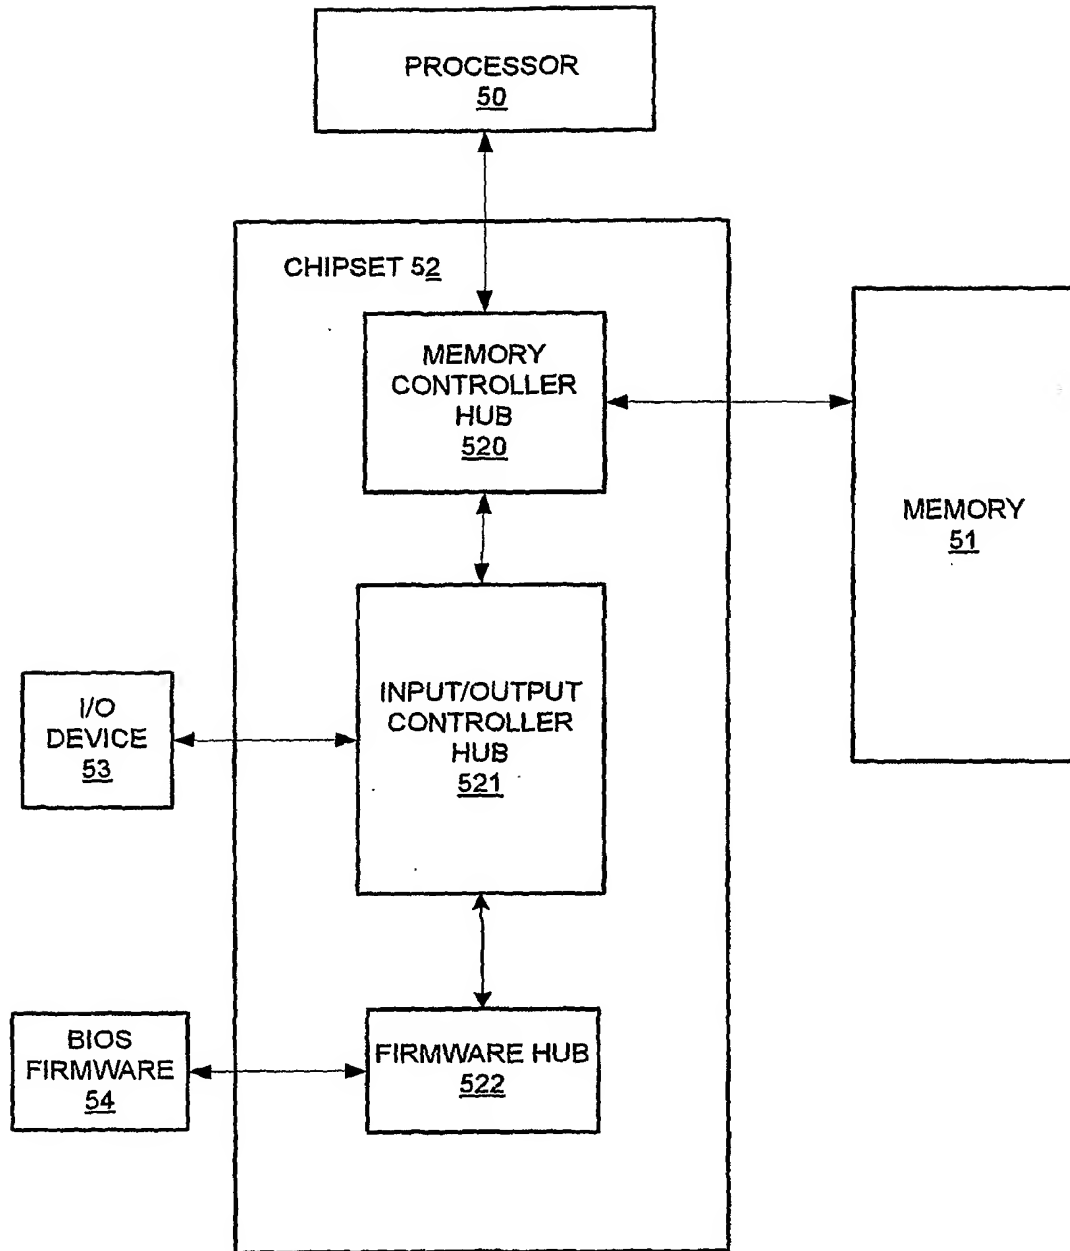 PROCESSOR
50
CHIPSET 52
MEMORY
CONTROLLER
HUB
520
MEMORY
51
INPUT/OUTPUT
CONTROLLER
HUB
521
I/O
DEVICE
53
BIOS
FIRMWARE
54
FIRMWARE HUB
522